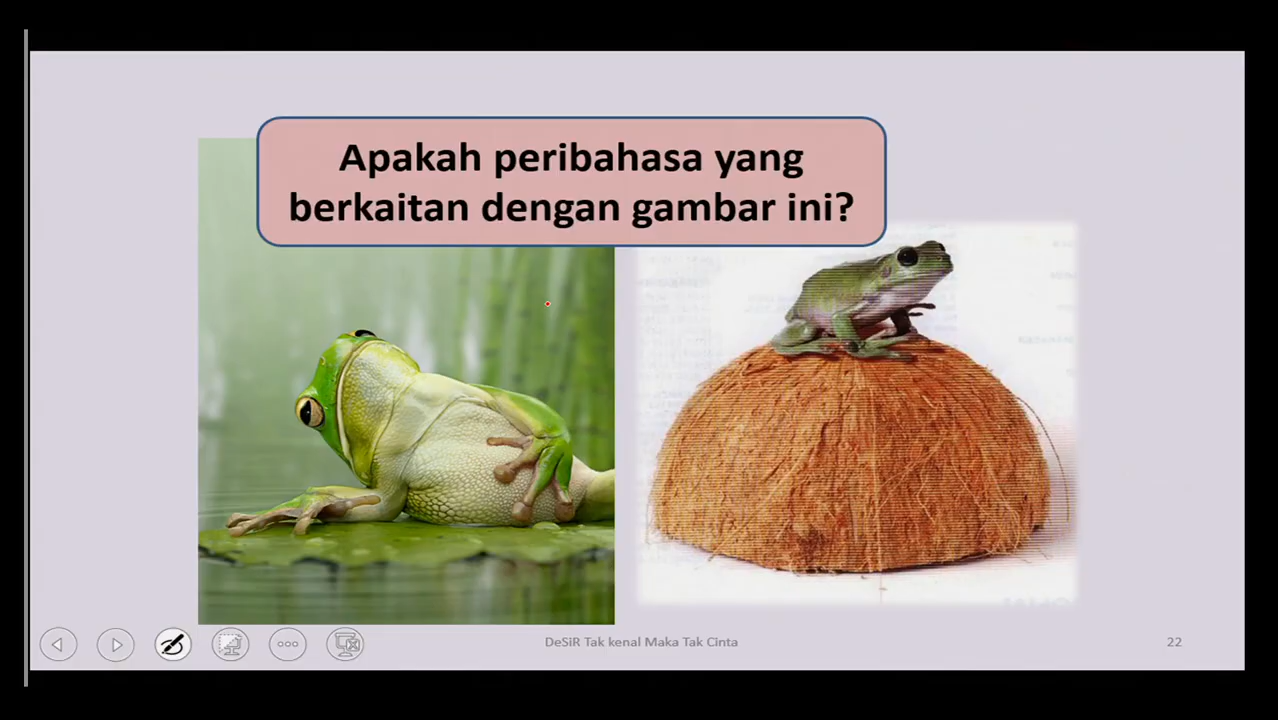 Apakah peribahasa yang
berkaitan dengan gambar ini?
DeSiR Tak kenal Maka Tak Cinta
22